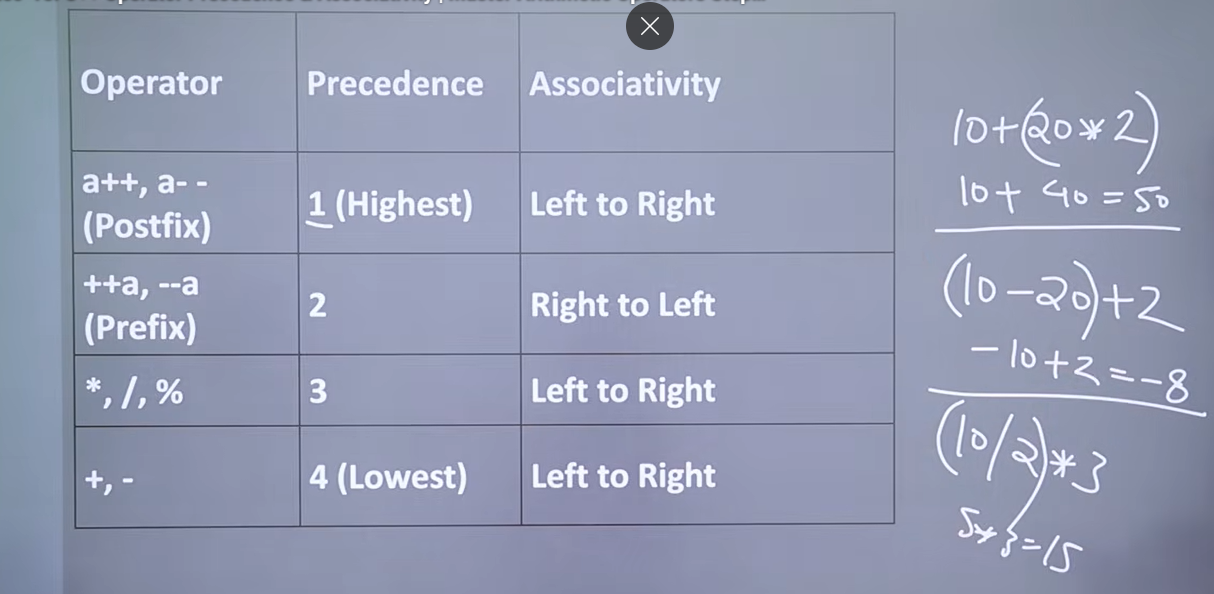 Operator Precedence Associativity
a++, a- -
(Postfix)
1 (Highest) Left to Right
++a, --a
(Prefix)
2 Right to Left
*, /, % 3 Left to Right
+, - 4 (Lowest) Left to Right
10+(20*2)
10+ 40=50
(10-20)+2
-10+2=-8
(10/2)*3
5*3=15